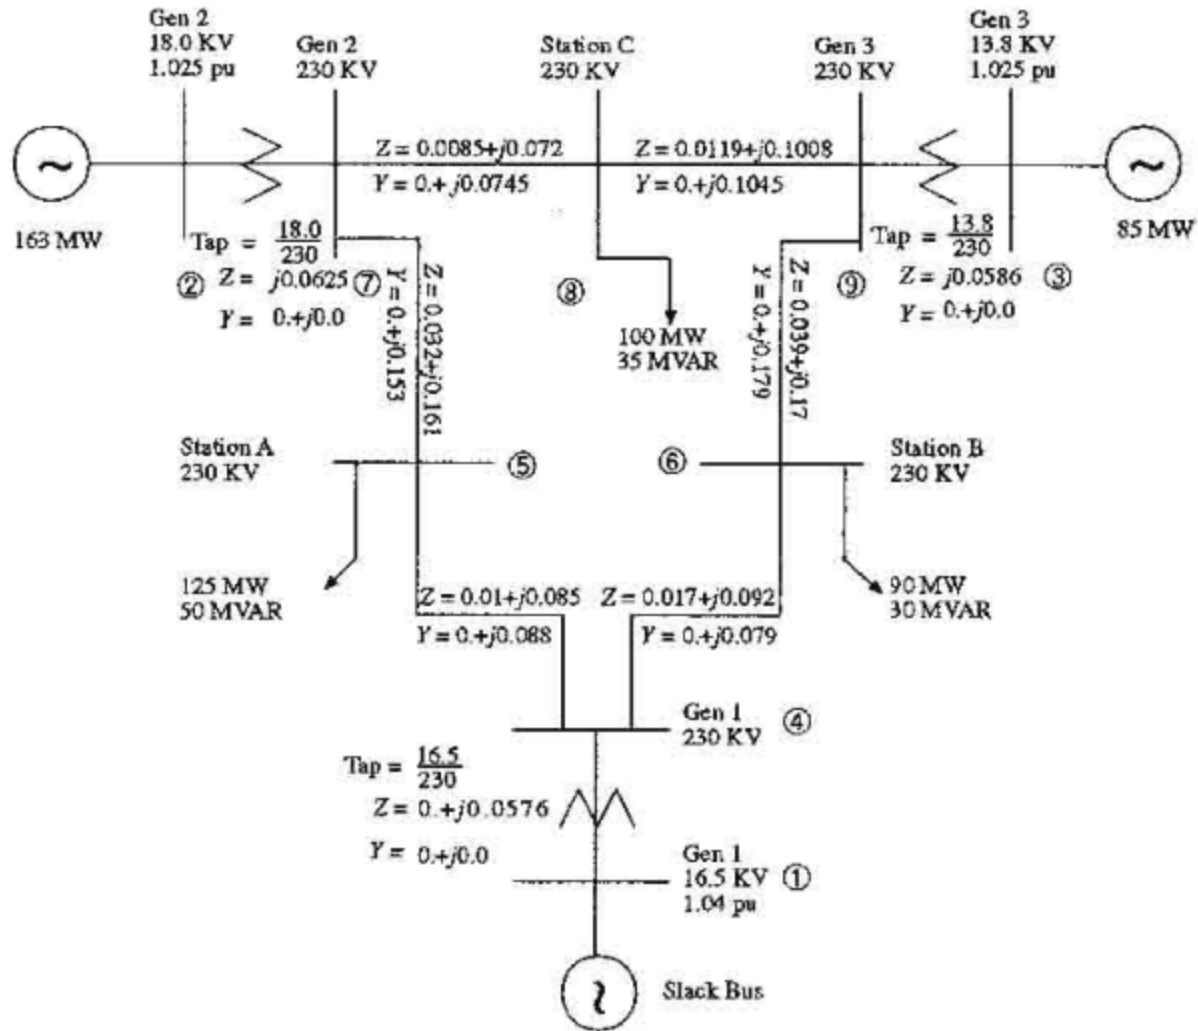 Gen 2
18.0 KV
1.025 pu
Gen 2
230 KV
Station C
230 KV
Gen 3
230 KV
Gen 3
13.8 KV
1.025 pu
~
Z = 0.0085+j0.072
Y = 0.+j0.0745
Z = 0.0119+j0.1008
Y = 0.+j0.1045
~
163 MW
Tap = 18.0/230
② Z = j0.0625 ⑦
Y = 0.+j0.0
Z = 0.032+j0.161
Y = 0.+j0.153
⑧
100 MW
35 MVAR
Z = 0.039+j0.17
Y = 0.+j0.179
⑨
Tap = 13.8/230
Z = j0.0586 ③
Y = 0.+j0.0
85 MW
Station A
230 KV
⑤
⑥
Station B
230 KV
125 MW
50 MVAR
Z = 0.01+j0.085
Y = 0.+j0.088
Z = 0.017+j0.092
Y = 0.+j0.079
90 MW
30 MVAR
Gen 1
230 KV ④
Tap = 16.5/230
Z = 0.+j0.0576
Y = 0.+j0.0
Gen 1
16.5 KV ①
1.04 pu
~
Slack Bus